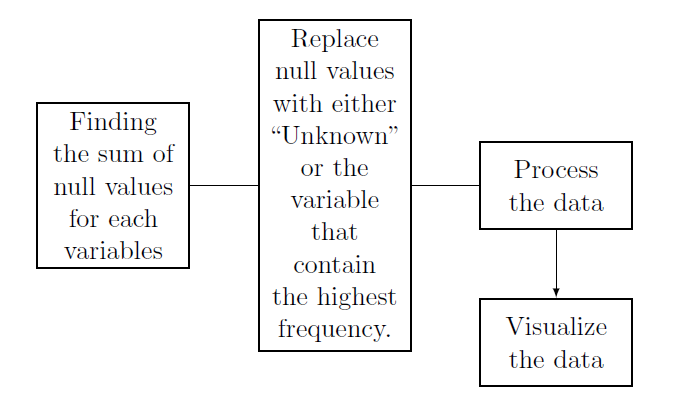 Finding
the sum of
null values
for each
variables
Replace
null values
with either
“Unknown”
or the
variable
that
contain
the highest
frequency.
Process
the data
Visualize
the data